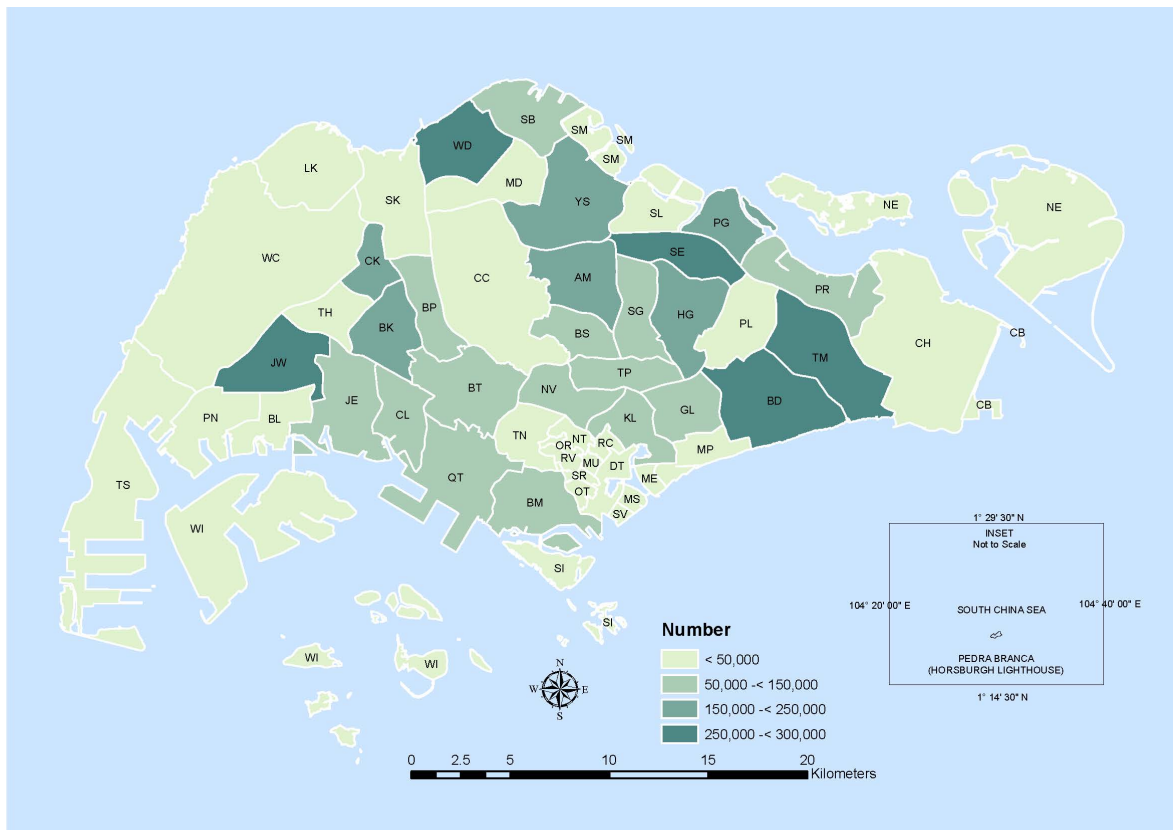 SB
SM
SM
SM
WD
LK
MD
SK
YS
SL
PG
NE
NE
SE
WC
CK
CC
AM
PR
BP
SG
HG
PL
TH
BK
BS
CB
CH
JW
TP
TM
BT
NV
JE
CL
KL
GL
BD
CB
PN
BL
TN
NT
OR
RC
MP
RV
MU
DT
SR
ME
QT
OT
TS
BM
MS
SV
WI
SI
SI
WI
WI
1° 29' 30" N
INSET
Not to Scale
104° 20' 00" E
SOUTH CHINA SEA
104° 40' 00" E
PEDRA BRANCA
(HORSBURGH LIGHTHOUSE)
1° 14' 30" N
Number
< 50,000
50,000 -< 150,000
150,000 -< 250,000
250,000 -< 300,000
N
W E
S
0 2.5 5 10 15 20
Kilometers